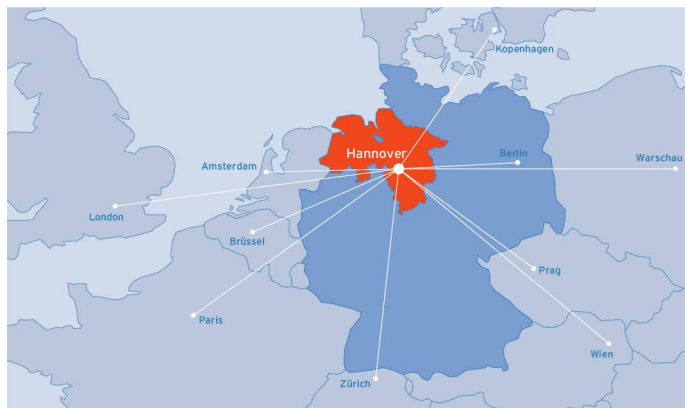 Kopenhagen
Hannover
Berlin
Amsterdam
Warschau
London
Brüssel
Prag
Paris
Wien
Zürich